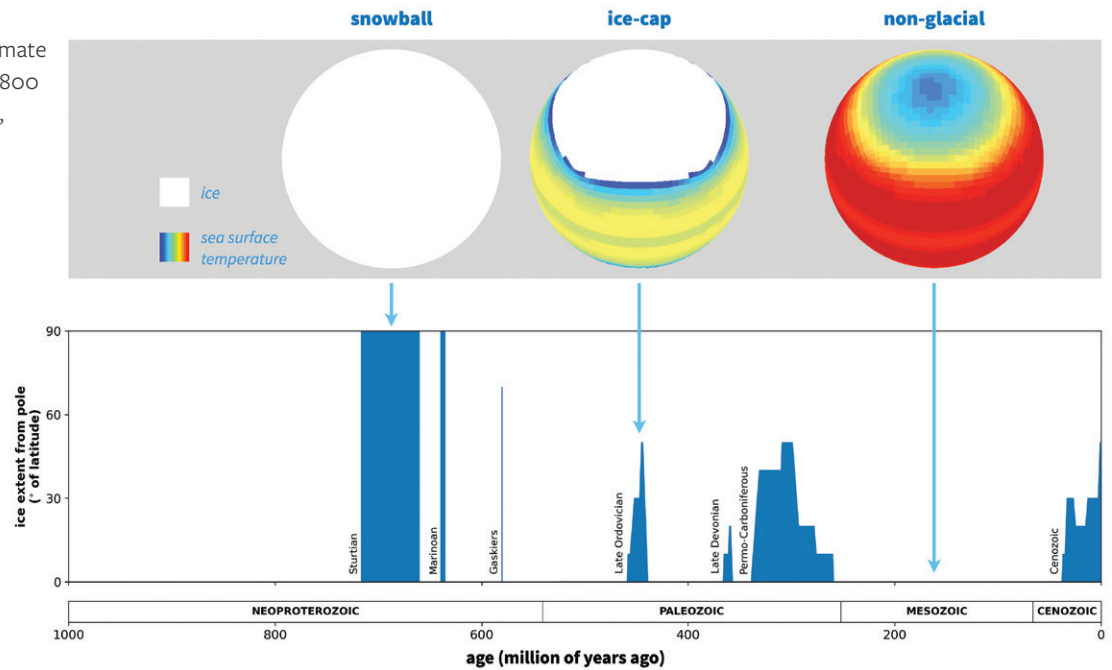 mate
800
,
snowball
ice-cap
non-glacial
ice
sea surface
temperature
90
60
30
0
ice extent from pole
(° of latitude)
Sturtian
Marinoan
Gaskiers
Late Ordovician
Late Devonian
Permo-Carboniferous
Cenozoic
NEOPROTEROZOIC
PALEOZOIC
MESOZOIC
CENOZOIC
1000
800
600
400
200
0
age (million of years ago)